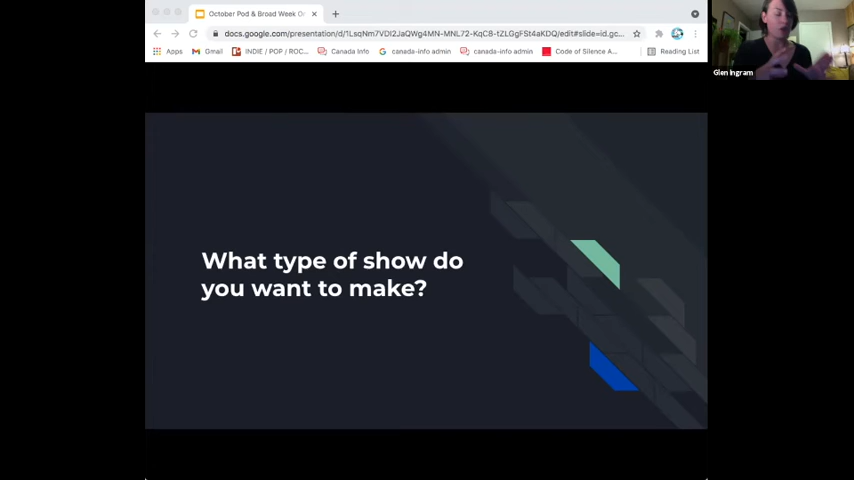 October Pod & Broad Week Or
docs.google.com/presentation/d/1LsqNm7VDI2JaQWg4MN-MNL72-KqC8-tZLGgFSt4aKDQ/edit#slide=id.gc...
Apps
Gmail
INDIE / POP / ROC...
Canada Info
canada-info admin
canada-info admin
Code of Silence A...
Reading List
Glen Ingram
What type of show do
you want to make?